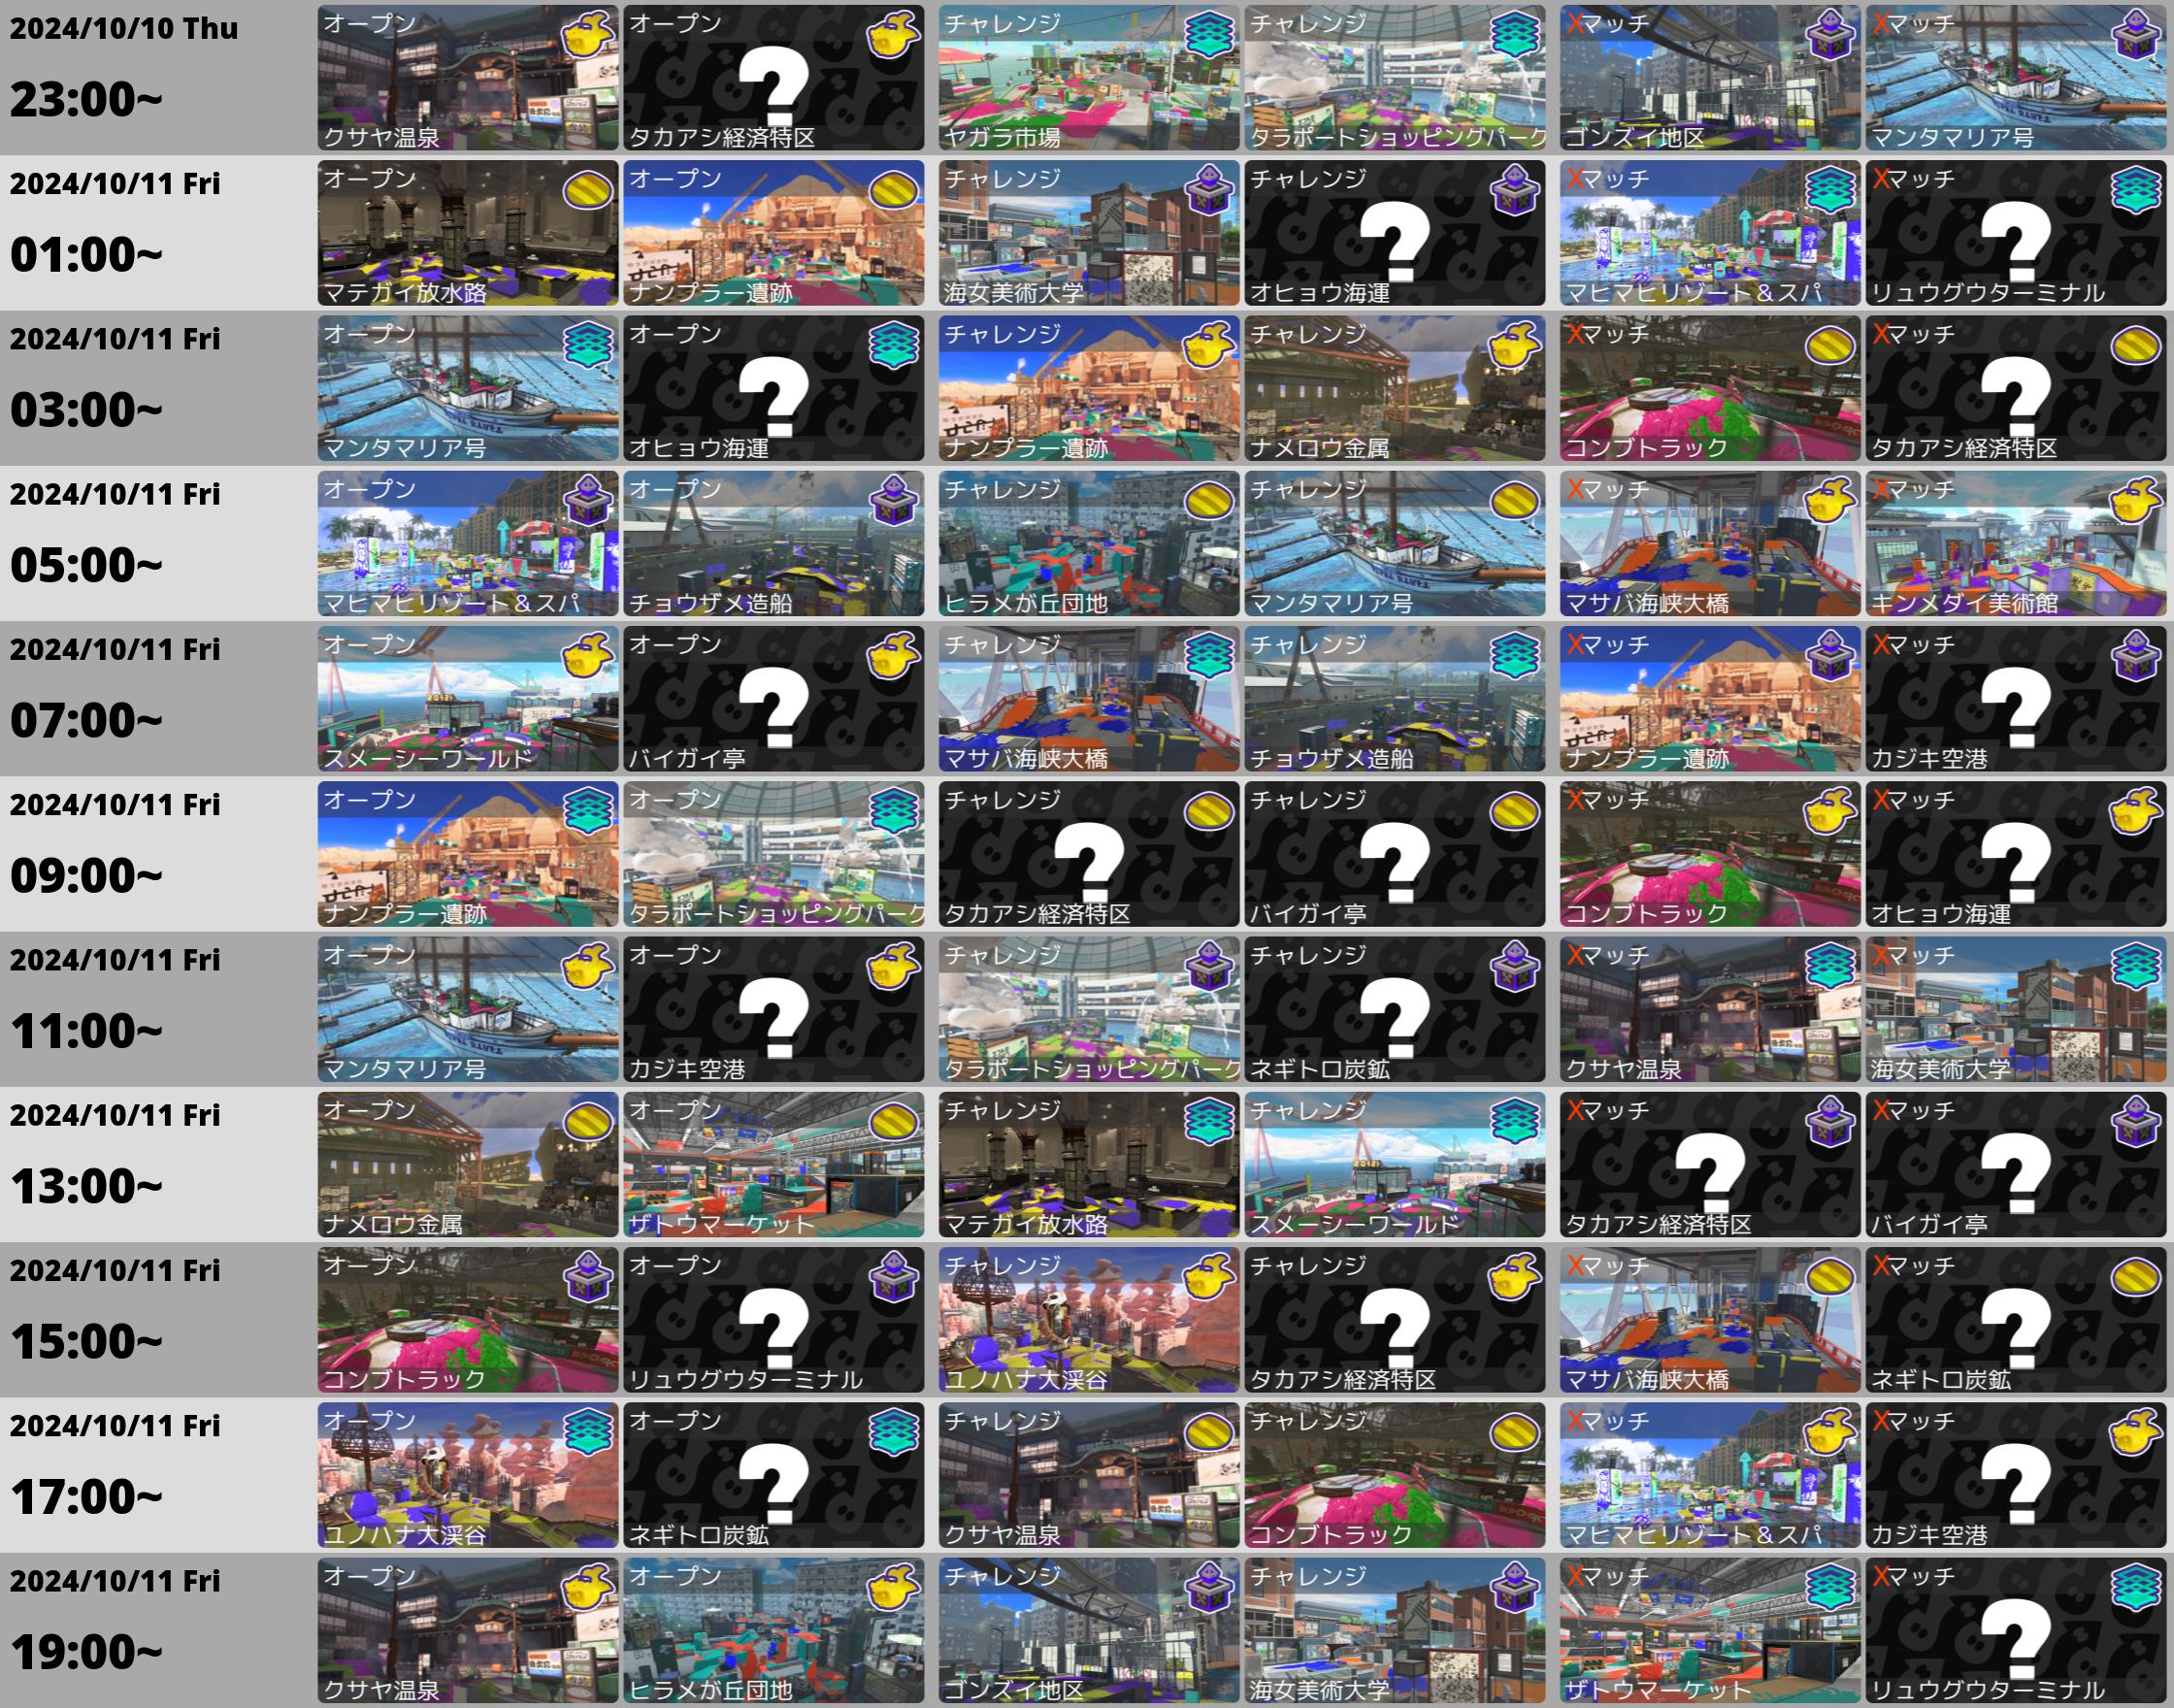 2024/10/10 Thu
23:00~
オープン
クサヤ温泉
オープン
タカアシ経済特区
チャレンジ
ヤガラ市場
チャレンジ
タラポートショッピングパーク
Xマッチ
ゴンズイ地区
Xマッチ
マンタマリア号
2024/10/11 Fri
01:00~
オープン
マテガイ放水路
オープン
ナンプラー遺跡
チャレンジ
海女美術大学
チャレンジ
オヒョウ海運
Xマッチ
マヒマヒリゾート＆スパ
Xマッチ
リュウグウターミナル
2024/10/11 Fri
03:00~
オープン
マンタマリア号
オープン
オヒョウ海運
チャレンジ
ナンプラー遺跡
チャレンジ
ナメロウ金属
Xマッチ
コンブトラック
Xマッチ
タカアシ経済特区
2024/10/11 Fri
05:00~
オープン
マヒマヒリゾート＆スパ
オープン
チョウザメ造船
チャレンジ
ヒラメが丘団地
チャレンジ
マンタマリア号
Xマッチ
マサバ海峡大橋
Xマッチ
キンメダイ美術館
2024/10/11 Fri
07:00~
オープン
スメーシーワールド
オープン
バイガイ亭
チャレンジ
マサバ海峡大橋
チャレンジ
チョウザメ造船
Xマッチ
ナンプラー遺跡
Xマッチ
カジキ空港
2024/10/11 Fri
09:00~
オープン
ナンプラー遺跡
オープン
タラポートショッピングパーク
チャレンジ
タカアシ経済特区
チャレンジ
バイガイ亭
Xマッチ
コンブトラック
Xマッチ
オヒョウ海運
2024/10/11 Fri
11:00~
オープン
マンタマリア号
オープン
カジキ空港
チャレンジ
タラポートショッピングパーク
チャレンジ
ネギトロ炭鉱
Xマッチ
クサヤ温泉
Xマッチ
海女美術大学
2024/10/11 Fri
13:00~
オープン
ナメロウ金属
オープン
ザトウマーケット
チャレンジ
マテガイ放水路
チャレンジ
スメーシーワールド
Xマッチ
タカアシ経済特区
Xマッチ
バイガイ亭
2024/10/11 Fri
15:00~
オープン
コンブトラック
オープン
リュウグウターミナル
チャレンジ
ユノハナ大渓谷
チャレンジ
タカアシ経済特区
Xマッチ
マサバ海峡大橋
Xマッチ
ネギトロ炭鉱
2024/10/11 Fri
17:00~
オープン
ユノハナ大渓谷
オープン
ネギトロ炭鉱
チャレンジ
クサヤ温泉
チャレンジ
コンブトラック
Xマッチ
マヒマヒリゾート＆スパ
Xマッチ
カジキ空港
2024/10/11 Fri
19:00~
オープン
クサヤ温泉
オープン
ヒラメが丘団地
チャレンジ
ゴンズイ地区
チャレンジ
海女美術大学
Xマッチ
ザトウマーケット
Xマッチ
リュウグウターミナル